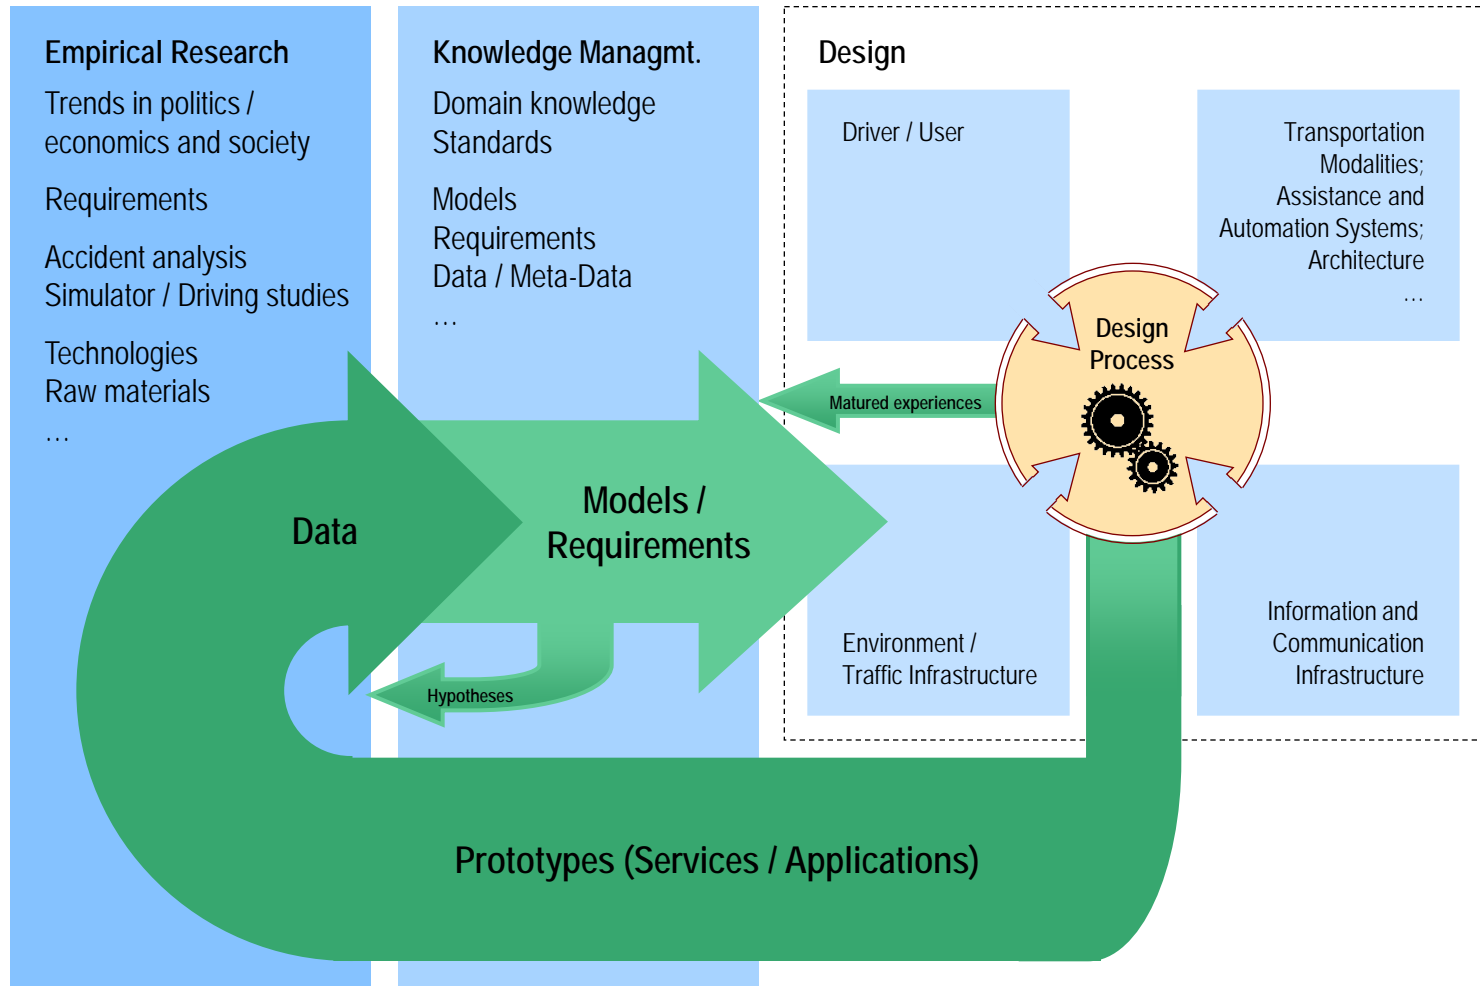 Empirical Research
Trends in politics /
economics and society
Requirements
Accident analysis
Simulator / Driving studies
Technologies
Raw materials
…
Knowledge Managmt.
Domain knowledge
Standards
Models
Requirements
Data / Meta-Data
…
Design
Driver / User
Transportation
Modalities;
Assistance and
Automation Systems;
Architecture
…
Design
Process
Matured experiences
Data
Models /
Requirements
Hypotheses
Environment /
Traffic Infrastructure
Information and
Communication
Infrastructure
Prototypes (Services / Applications)